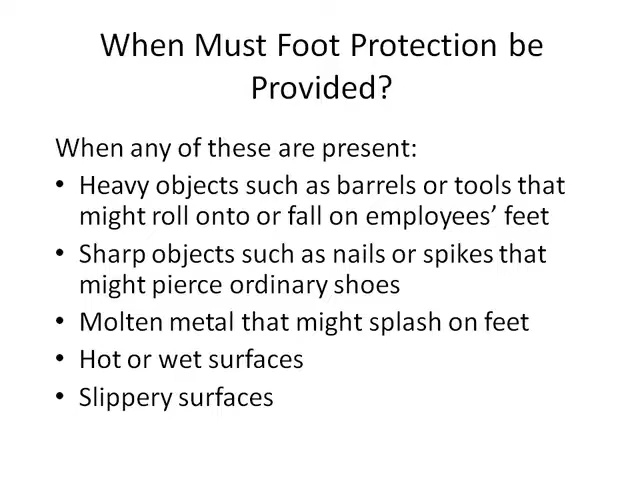 When Must Foot Protection be
Provided?
When any of these are present:
• Heavy objects such as barrels or tools that
might roll onto or fall on employees’ feet
• Sharp objects such as nails or spikes that
might pierce ordinary shoes
• Molten metal that might splash on feet
• Hot or wet surfaces
• Slippery surfaces